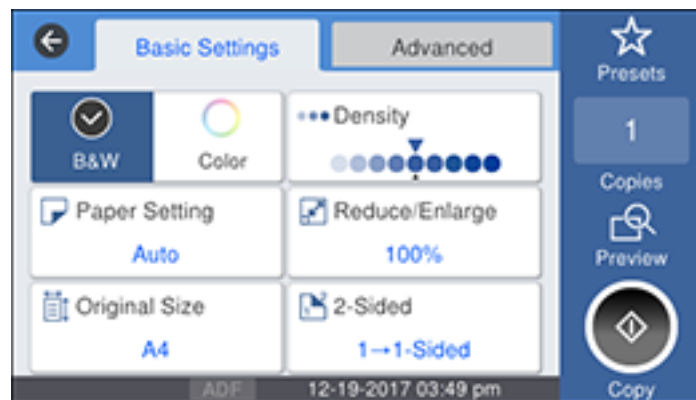 Basic Settings
Advanced
Presets
B&W
Color
Density
1
Copies
Paper Setting
Auto
Reduce/Enlarge
100%
Preview
Original Size
A4
2-Sided
1→1-Sided
ADF
12-19-2017 03:49 pm
Copy